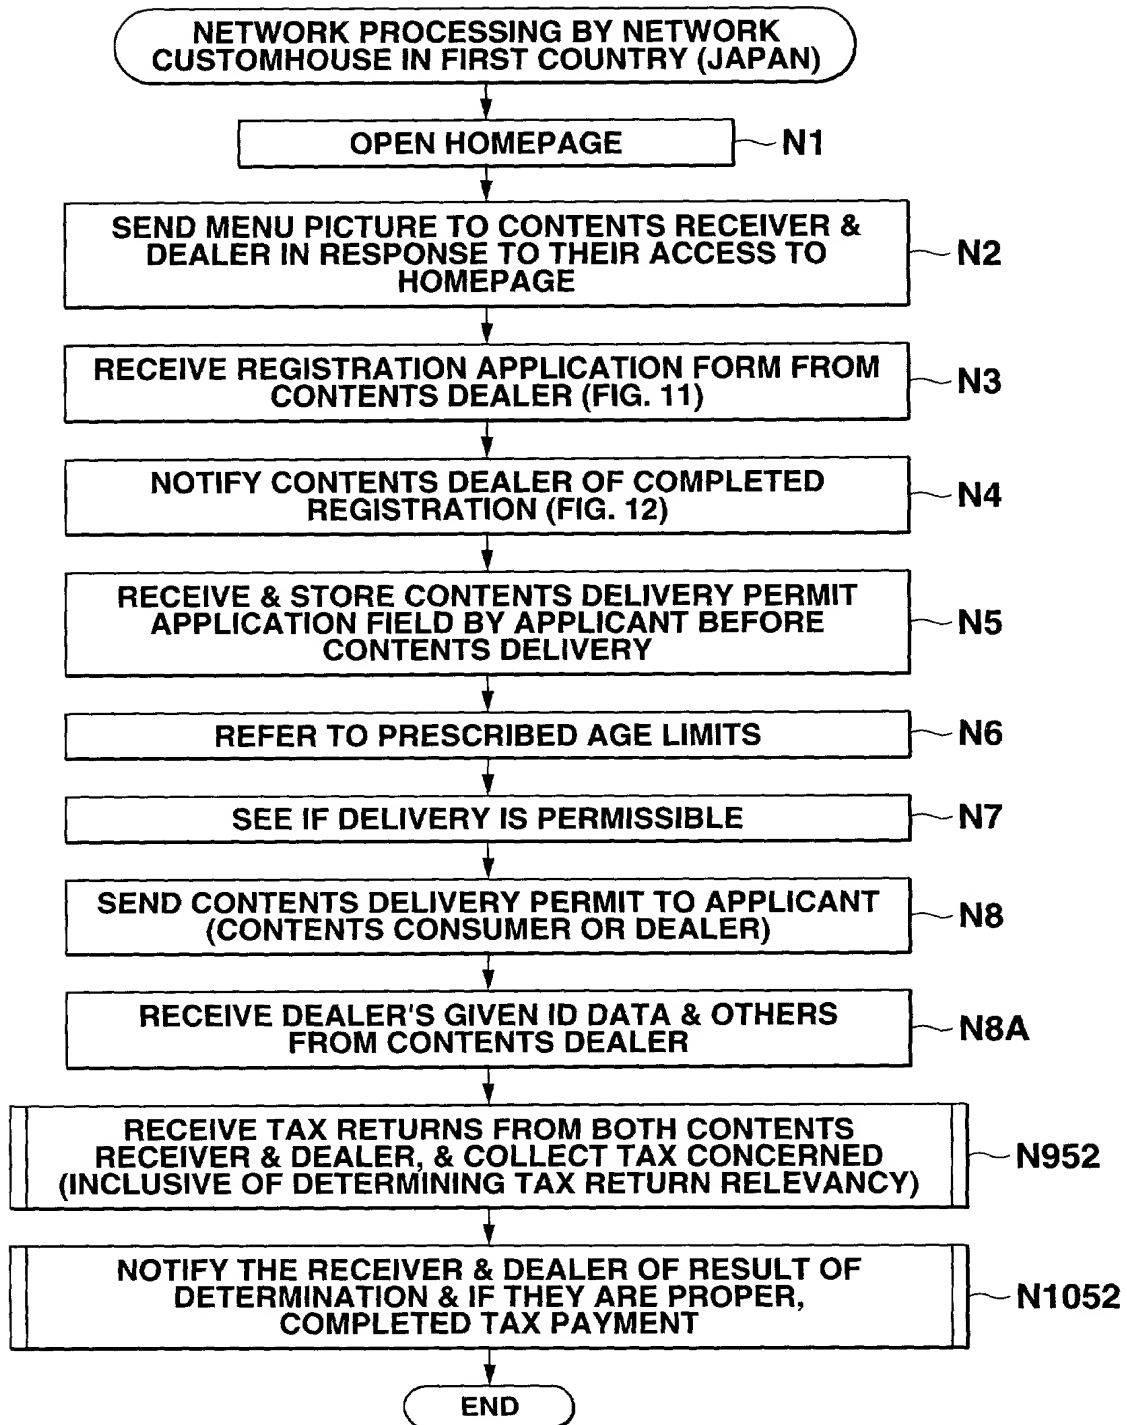 NETWORK PROCESSING BY NETWORK
CUSTOMHOUSE IN FIRST COUNTRY (JAPAN)
OPEN HOMEPAGE
N1
SEND MENU PICTURE TO CONTENTS RECEIVER &
DEALER IN RESPONSE TO THEIR ACCESS TO
HOMEPAGE
N2
RECEIVE REGISTRATION APPLICATION FORM FROM
CONTENTS DEALER (FIG. 11)
N3
NOTIFY CONTENTS DEALER OF COMPLETED
REGISTRATION (FIG. 12)
N4
RECEIVE & STORE CONTENTS DELIVERY PERMIT
APPLICATION FIELD BY APPLICANT BEFORE
CONTENTS DELIVERY
N5
REFER TO PRESCRIBED AGE LIMITS
N6
SEE IF DELIVERY IS PERMISSIBLE
N7
SEND CONTENTS DELIVERY PERMIT TO APPLICANT
(CONTENTS CONSUMER OR DEALER)
N8
RECEIVE DEALER'S GIVEN ID DATA & OTHERS
FROM CONTENTS DEALER
N8A
RECEIVE TAX RETURNS FROM BOTH CONTENTS
RECEIVER & DEALER, & COLLECT TAX CONCERNED
(INCLUSIVE OF DETERMINING TAX RETURN RELEVANCY)
N952
NOTIFY THE RECEIVER & DEALER OF RESULT OF
DETERMINATION & IF THEY ARE PROPER,
COMPLETED TAX PAYMENT
N1052
END